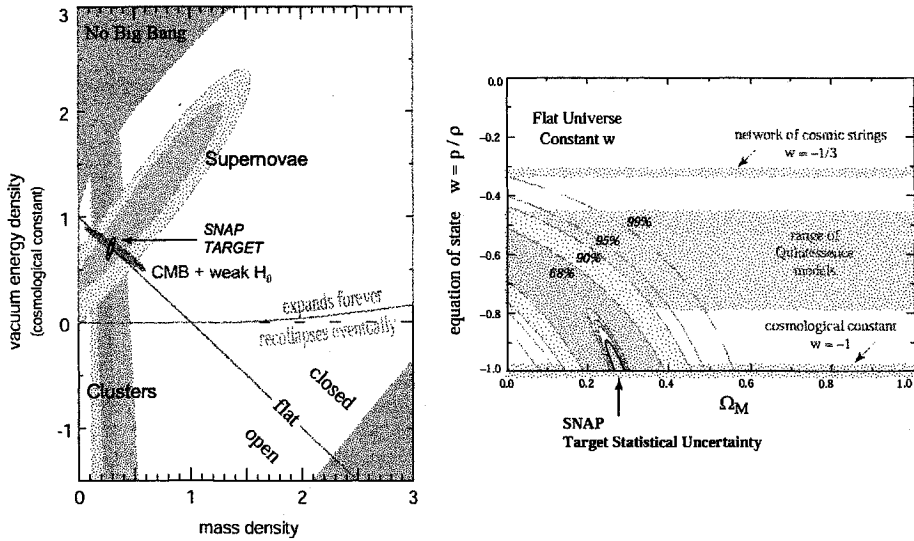 3
2
1
0
-1
No Big Bang
Supernovae
SNAP
TARGET
CMB + weak H₀
expands forever
recollapses eventually
Clusters
closed
flat
open
0
1
2
3
mass density
vacuum energy density
(cosmological constant)
0.0
-0.2
-0.4
-0.6
-0.8
-1.0
equation of state w = p / ρ
Flat Universe
Constant w
network of cosmic strings
w = -1/3
99%
95%
90%
68%
range of
Quintessence
models
cosmological constant
w = -1
0.0
0.2
0.4
0.6
0.8
1.0
Ω_M
SNAP
Target Statistical Uncertainty